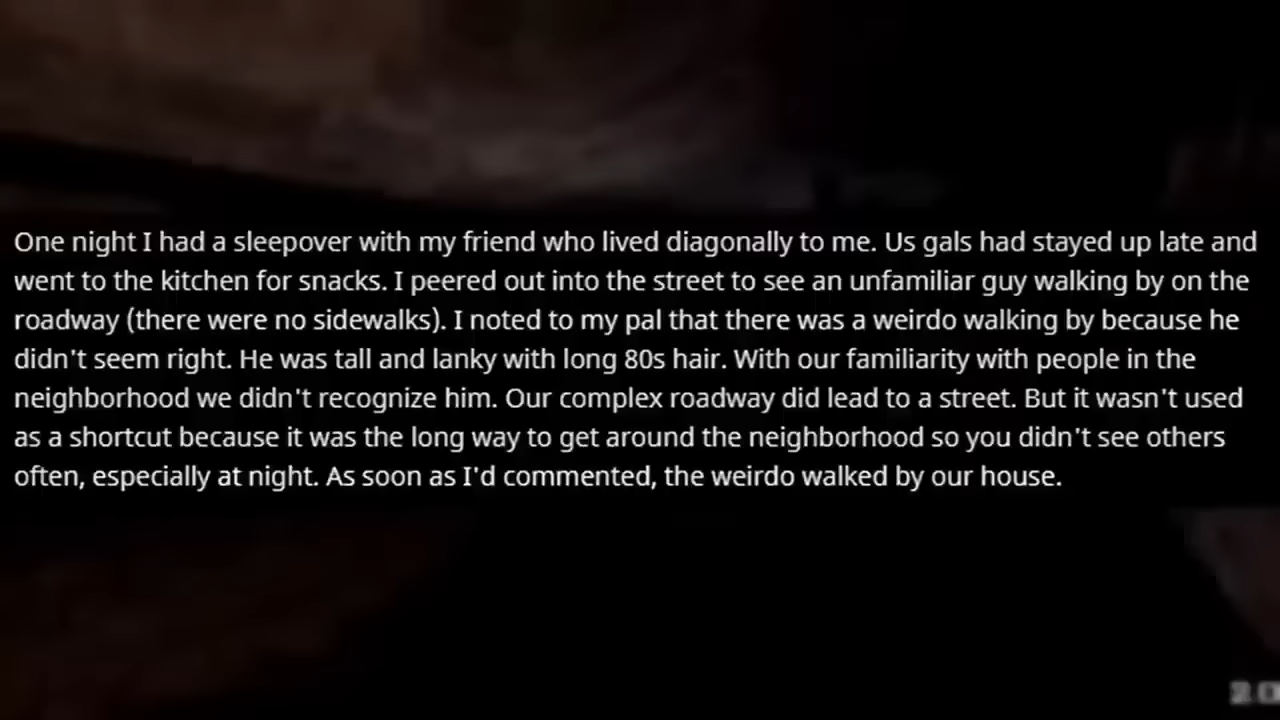 One night I had a sleepover with my friend who lived diagonally to me. Us gals had stayed up late and
went to the kitchen for snacks. I peered out into the street to see an unfamiliar guy walking by on the
roadway (there were no sidewalks). I noted to my pal that there was a weirdo walking by because he
didn't seem right. He was tall and lanky with long 80s hair. With our familiarity with people in the
neighborhood we didn't recognize him. Our complex roadway did lead to a street. But it wasn't used
as a shortcut because it was the long way to get around the neighborhood so you didn't see others
often, especially at night. As soon as I'd commented, the weirdo walked by our house.